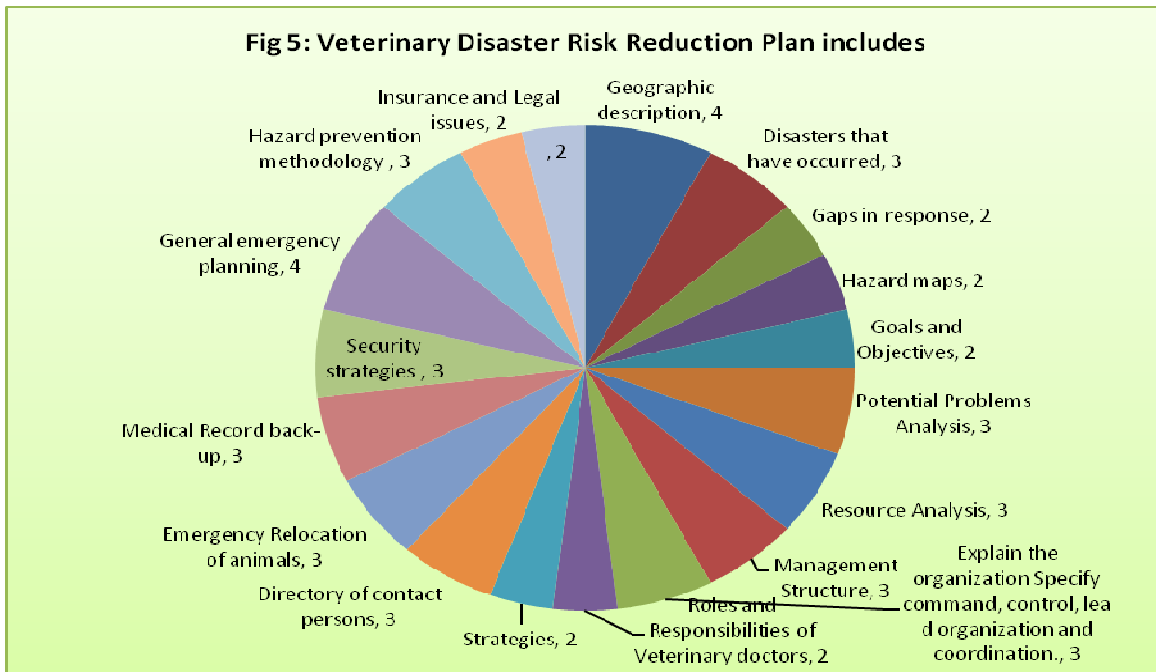 Fig 5: Veterinary Disaster Risk Reduction Plan includes
Geographic
description, 4
Disasters that
have occurred, 3
Gaps in response, 2
Hazard maps, 2
Goals and
Objectives, 2
Potential Problems
Analysis, 3
Resource Analysis, 3
Management
Structure, 3
Explain the
organization Specify
command, control, lea
d organization and
coordination., 3
Roles and
Responsibilities of
Veterinary doctors, 2
Strategies, 2
Directory of contact
persons, 3
Emergency Relocation
of animals, 3
Medical Record back-
up, 3
Security
strategies , 3
General emergency
planning, 4
Hazard prevention
methodology , 3
Insurance and Legal
issues, 2
, 2